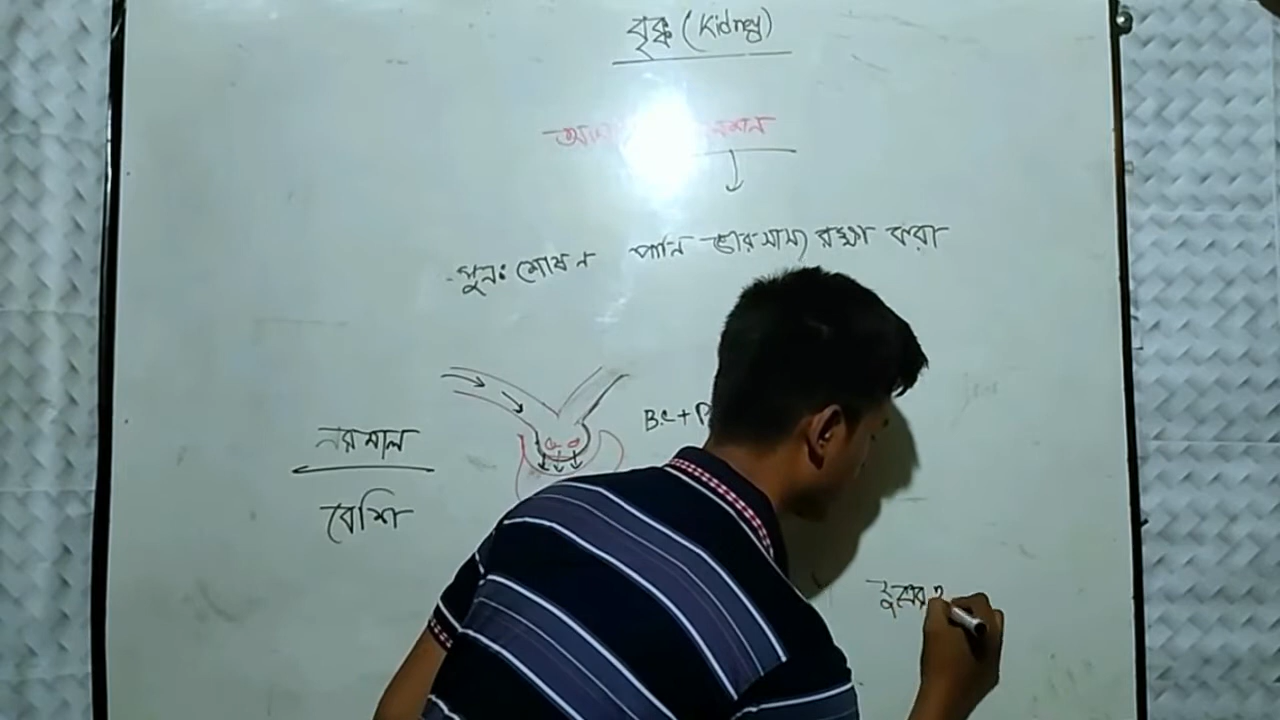 বৃক্ক (Kidney)
পুনঃ শোষণ পানি ভারসাম্য রক্ষা করা
B.C +
নরমাল
বেশি